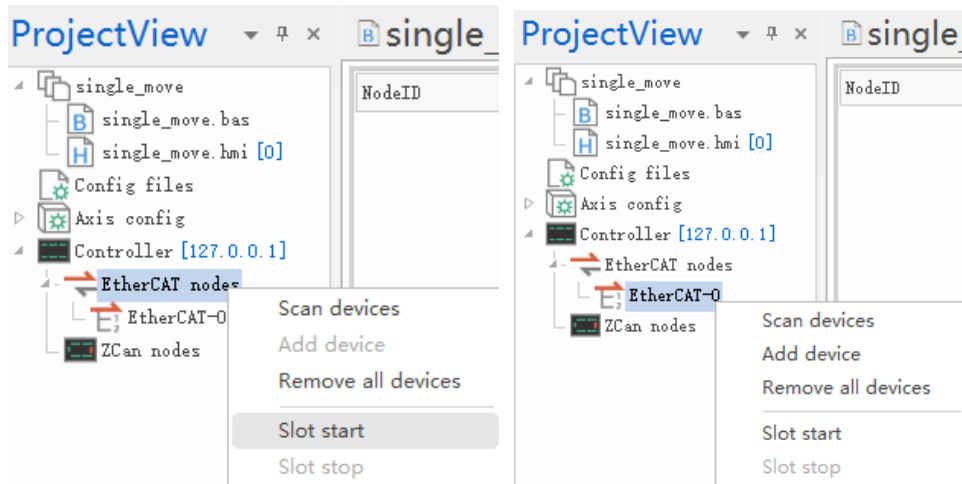 ProjectView
single_
single_move
NodeID
single_move.bas
single_move.hmi [0]
Config files
Axis config
Controller [127.0.0.1]
EtherCAT nodes
EtherCAT-0
ZCan nodes
Scan devices
Add device
Remove all devices
Slot start
Slot stop
ProjectView
single
single_move
NodeID
single_move.bas
single_move.hmi [0]
Config files
Axis config
Controller [127.0.0.1]
EtherCAT nodes
EtherCAT-0
ZCan nodes
Scan devices
Add device
Remove all devices
Slot start
Slot stop